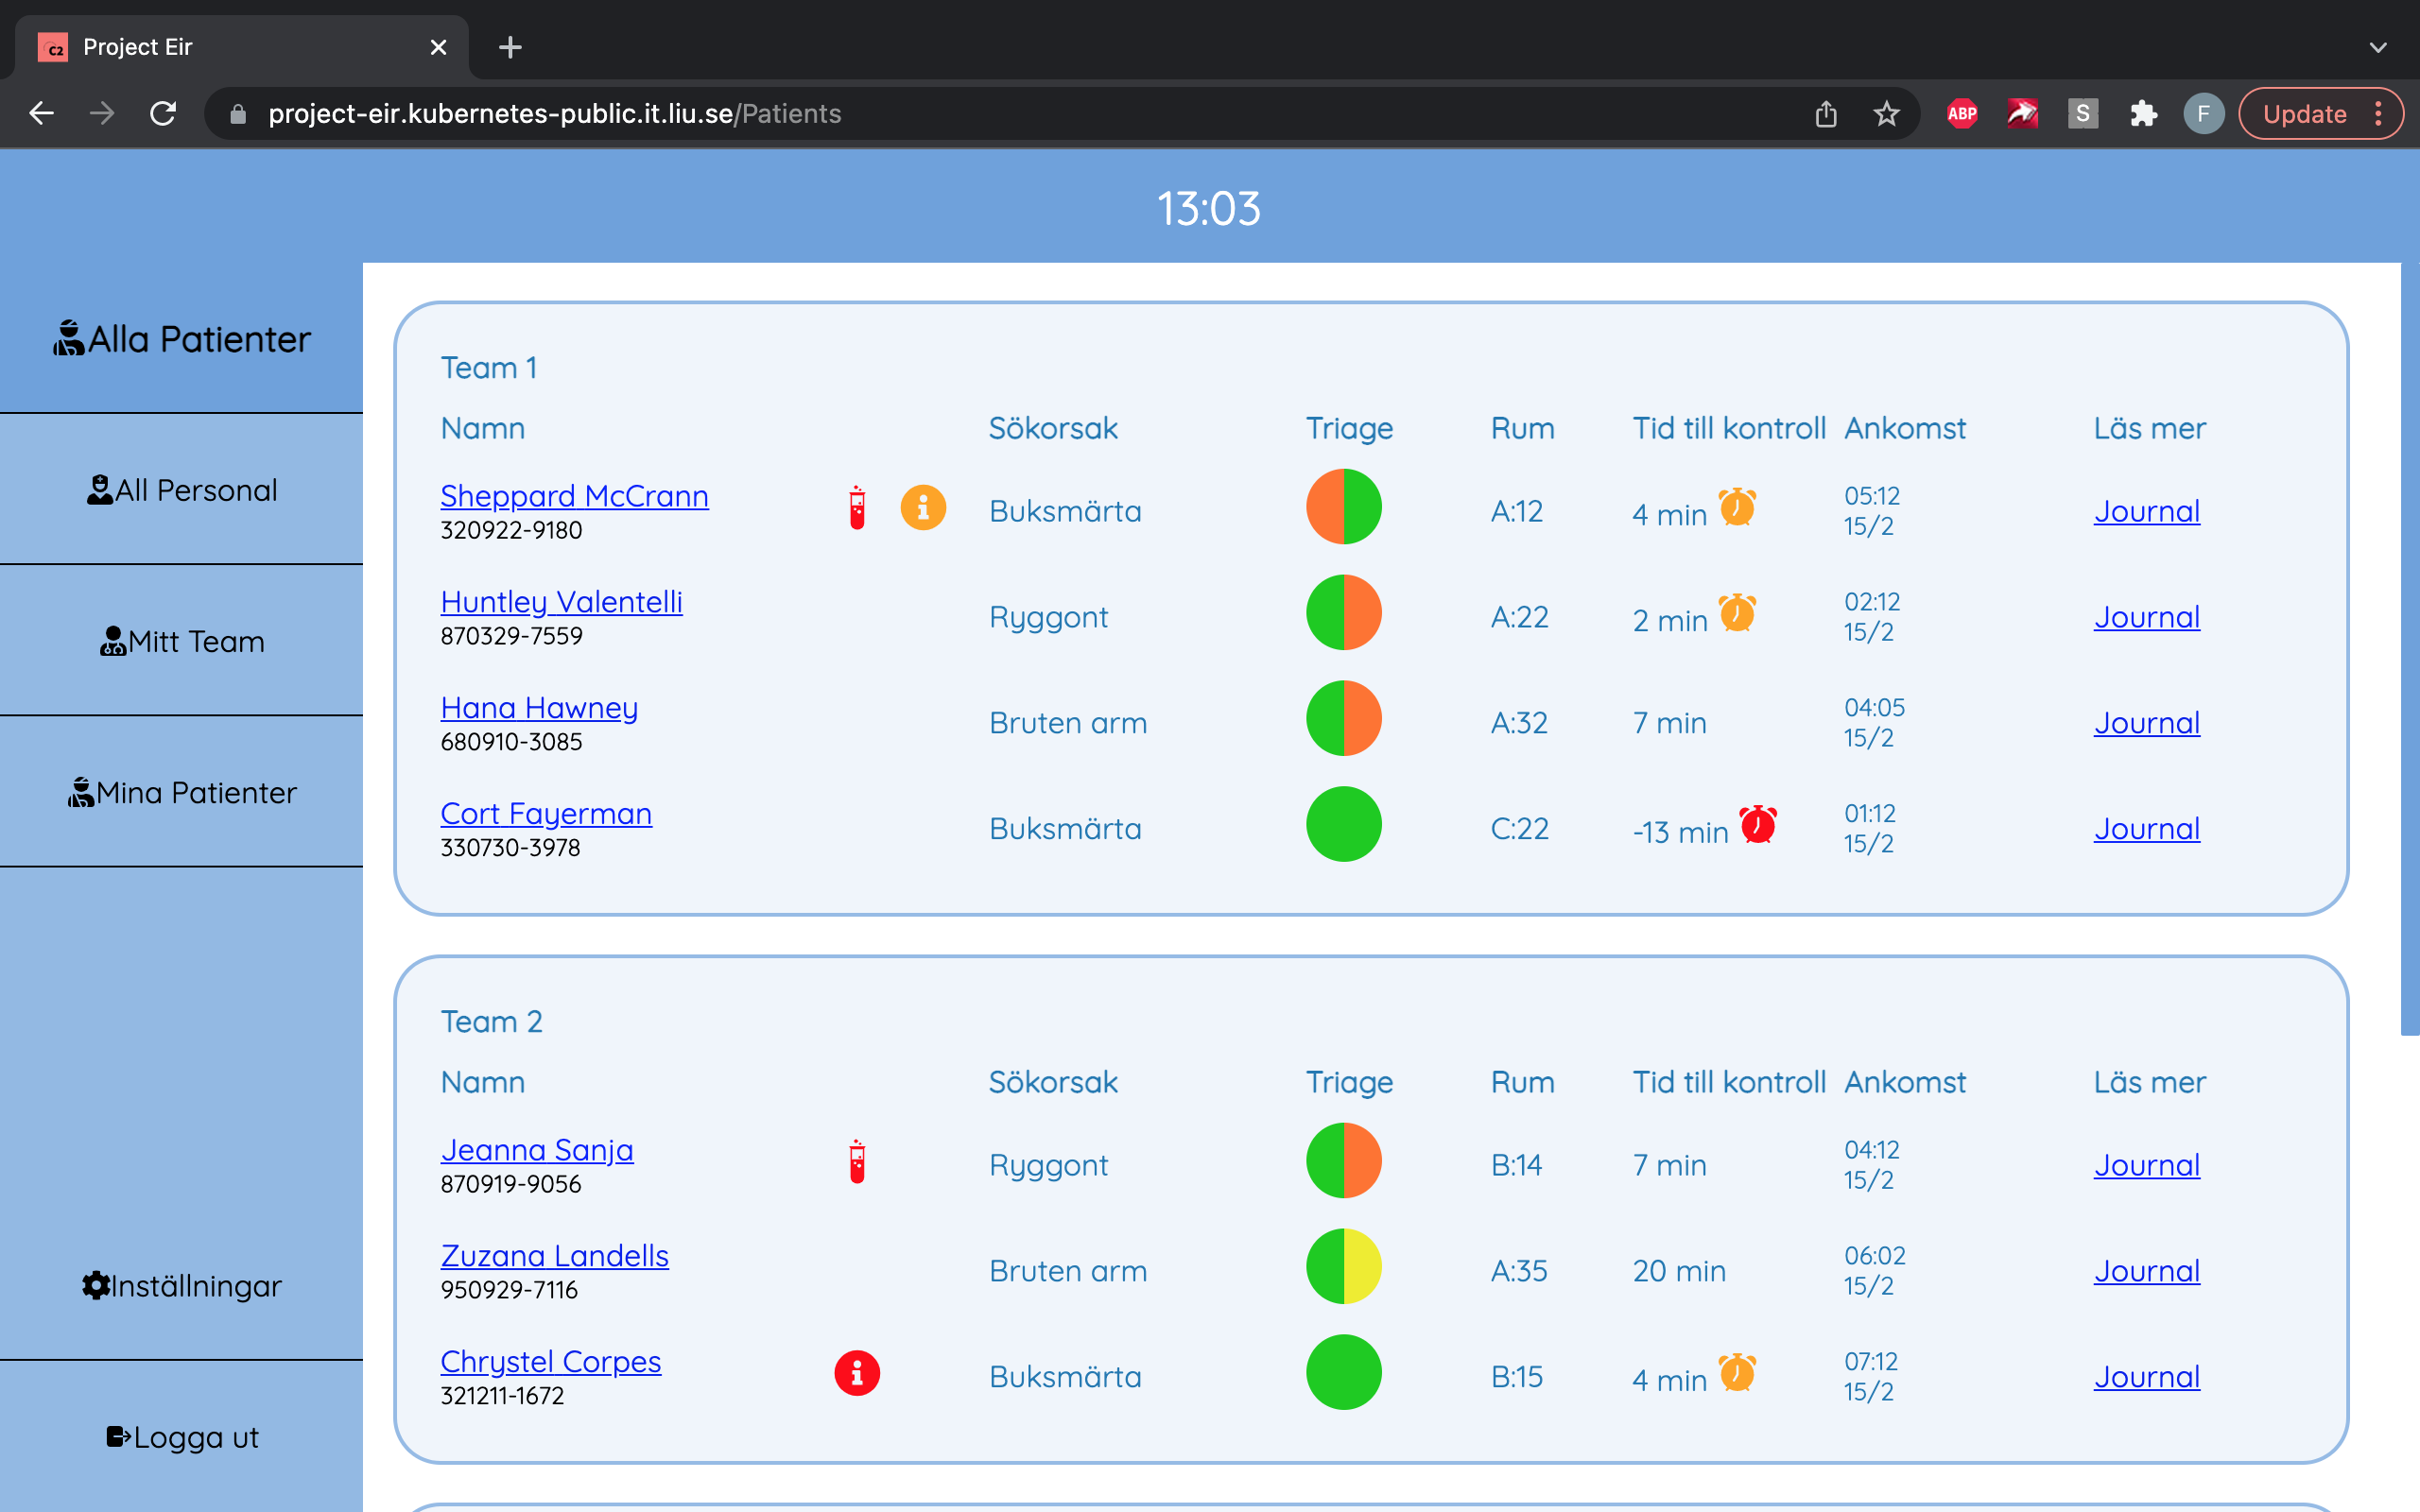 C2 Project Eir
project-eir.kubernetes-public.it.liu.se/Patients
ABP
S
F
Update
13:03
Alla Patienter
All Personal
Mitt Team
Mina Patienter
Inställningar
Logga ut
Team 1
Namn Sökorsak Triage Rum Tid till kontroll Ankomst Läs mer
Sheppard McCrann Buksmärta A:12 4 min 05:12 Journal
320922-9180 15/2
Huntley Valentelli Ryggont A:22 2 min 02:12 Journal
870329-7559 15/2
Hana Hawney Bruten arm A:32 7 min 04:05 Journal
680910-3085 15/2
Cort Fayerman Buksmärta C:22 -13 min 01:12 Journal
330730-3978 15/2
Team 2
Namn Sökorsak Triage Rum Tid till kontroll Ankomst Läs mer
Jeanna Sanja Ryggont B:14 7 min 04:12 Journal
870919-9056 15/2
Zuzana Landells Bruten arm A:35 20 min 06:02 Journal
950929-7116 15/2
Chrystel Corpes Buksmärta B:15 4 min 07:12 Journal
321211-1672 15/2